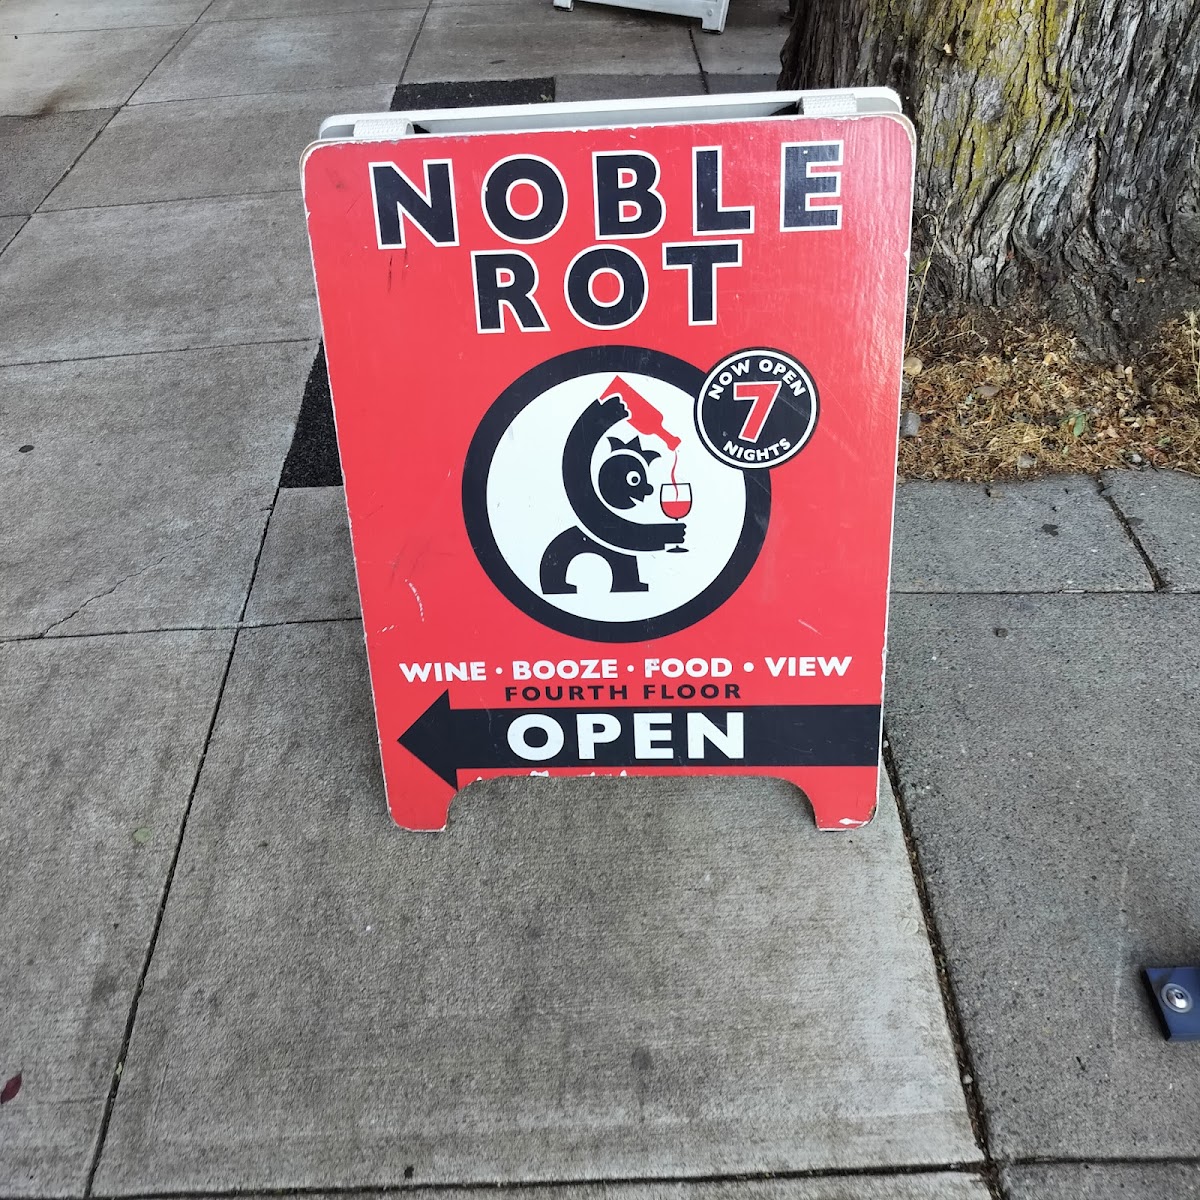 NOBLE
ROT
NOW OPEN
7
NIGHTS
WINE • BOOZE • FOOD • VIEW
FOURTH FLOOR
OPEN